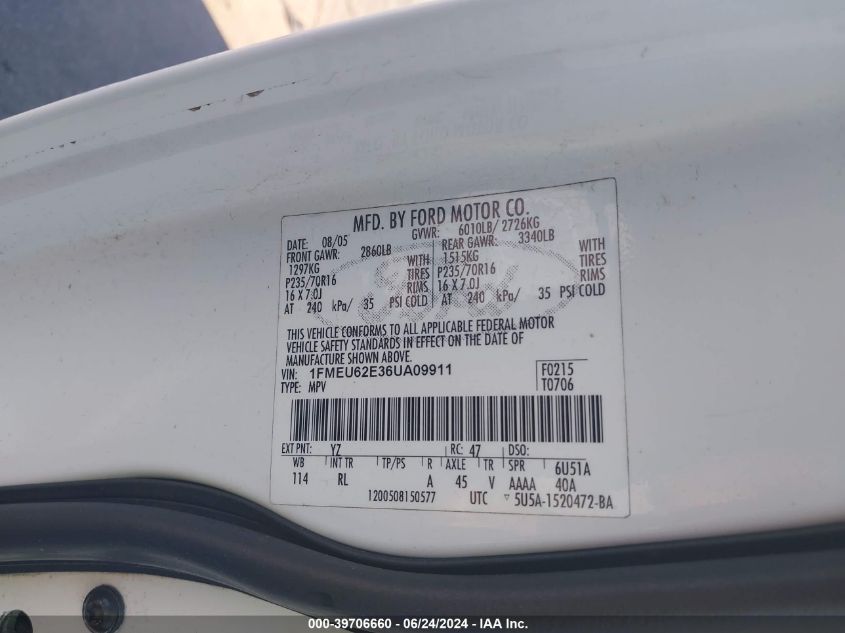 MFD. BY FORD MOTOR CO.
DATE: 08/05 GVWR: 6010LB/ 2726KG
FRONT GAWR: 2860LB REAR GAWR: 3340LB
1297KG WITH 1515KG WITH
P235/70R16 TIRES P235/70R16 TIRES
16 X 7.0J RIMS 16 X 7.0J RIMS
AT 240 kPa/ 35 PSI COLD AT 240 kPa/ 35 PSI COLD
THIS VEHICLE CONFORMS TO ALL APPLICABLE FEDERAL MOTOR
VEHICLE SAFETY STANDARDS IN EFFECT ON THE DATE OF
MANUFACTURE SHOWN ABOVE.
VIN: 1FMEU62E36UA09911 F0215
TYPE: MPV T0706
EXT PNT: YZ RC: 47 DSO:
WB INT TR TP/PS R AXLE TR SPR 6U51A
114 RL A 45 V AAAA 40A
1200508150577 UTC ▽5U5A-1520472-BA
000-39706660 - 06/24/2024 - IAAI Inc.